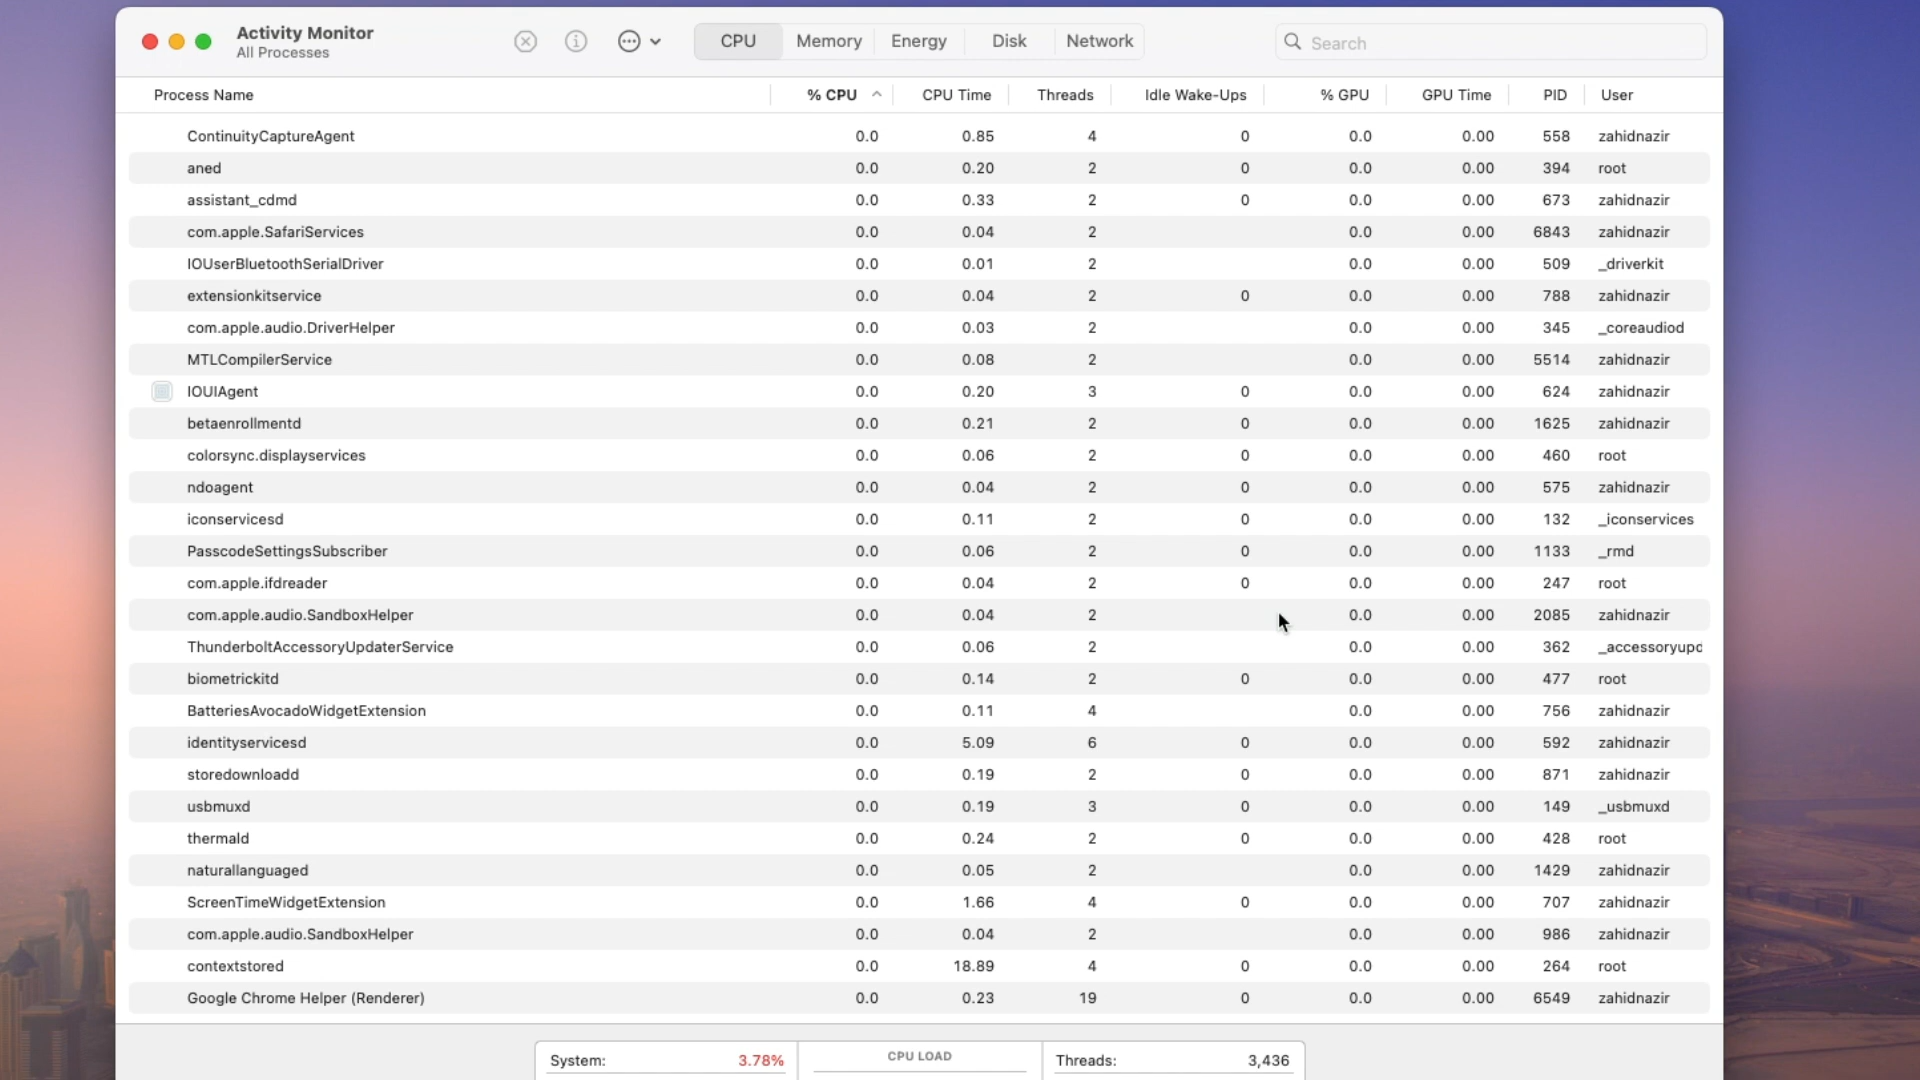 Activity Monitor
All Processes
CPU Memory Energy Disk Network
Search
Process Name % CPU CPU Time Threads Idle Wake-Ups % GPU GPU Time PID User
ContinuityCaptureAgent 0.0 0.85 4 0 0.0 0.00 558 zahidnazir
aned 0.0 0.20 2 0 0.0 0.00 394 root
assistant_cdmd 0.0 0.33 2 0 0.0 0.00 673 zahidnazir
com.apple.SafariServices 0.0 0.04 2 0.0 0.00 6843 zahidnazir
IOUserBluetoothSerialDriver 0.0 0.01 2 0.0 0.00 509 _driverkit
extensionkitservice 0.0 0.04 2 0 0.0 0.00 788 zahidnazir
com.apple.audio.DriverHelper 0.0 0.03 2 0.0 0.00 345 _coreaudiod
MTLCompilerService 0.0 0.08 2 0.0 0.00 5514 zahidnazir
IOUIAgent 0.0 0.20 3 0 0.0 0.00 624 zahidnazir
betaenrollmentd 0.0 0.21 2 0 0.0 0.00 1625 zahidnazir
colorsync.displayservices 0.0 0.06 2 0 0.0 0.00 460 root
ndoagent 0.0 0.04 2 0 0.0 0.00 575 zahidnazir
iconservicesd 0.0 0.11 2 0 0.0 0.00 132 _iconservices
PasscodeSettingsSubscriber 0.0 0.06 2 0 0.0 0.00 1133 _rmd
com.apple.ifdreader 0.0 0.04 2 0 0.0 0.00 247 root
com.apple.audio.SandboxHelper 0.0 0.04 2 0.0 0.00 2085 zahidnazir
ThunderboltAccessoryUpdaterService 0.0 0.06 2 0.0 0.00 362 _accessoryupd
biometrickitd 0.0 0.14 2 0 0.0 0.00 477 root
BatteriesAvocadoWidgetExtension 0.0 0.11 4 0.0 0.00 756 zahidnazir
identityservicesd 0.0 5.09 6 0 0.0 0.00 592 zahidnazir
storedownloadd 0.0 0.19 2 0 0.0 0.00 871 zahidnazir
usbmuxd 0.0 0.19 3 0 0.0 0.00 149 _usbmuxd
thermald 0.0 0.24 2 0 0.0 0.00 428 root
naturallanguaged 0.0 0.05 2 0.0 0.00 1429 zahidnazir
ScreenTimeWidgetExtension 0.0 1.66 4 0 0.0 0.00 707 zahidnazir
com.apple.audio.SandboxHelper 0.0 0.04 2 0.0 0.00 986 zahidnazir
contextstored 0.0 18.89 4 0 0.0 0.00 264 root
Google Chrome Helper (Renderer) 0.0 0.23 19 0 0.0 0.00 6549 zahidnazir
System: 3.78% CPU LOAD Threads: 3,436